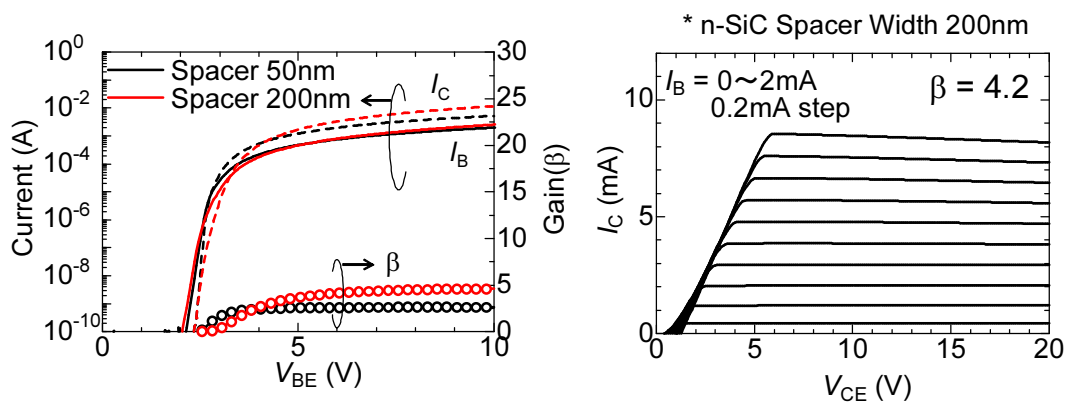 * n-SiC Spacer Width 200nm
10^0
10^-2
10^-4
10^-6
10^-8
10^-10
Current (A)
Spacer 50nm
Spacer 200nm
I_C
I_B
β
30
25
20
15
10
5
0
Gain(β)
0
5
10
V_BE (V)
I_B = 0～2mA
0.2mA step
β = 4.2
10
5
0
I_C (mA)
0
5
10
15
20
V_CE (V)